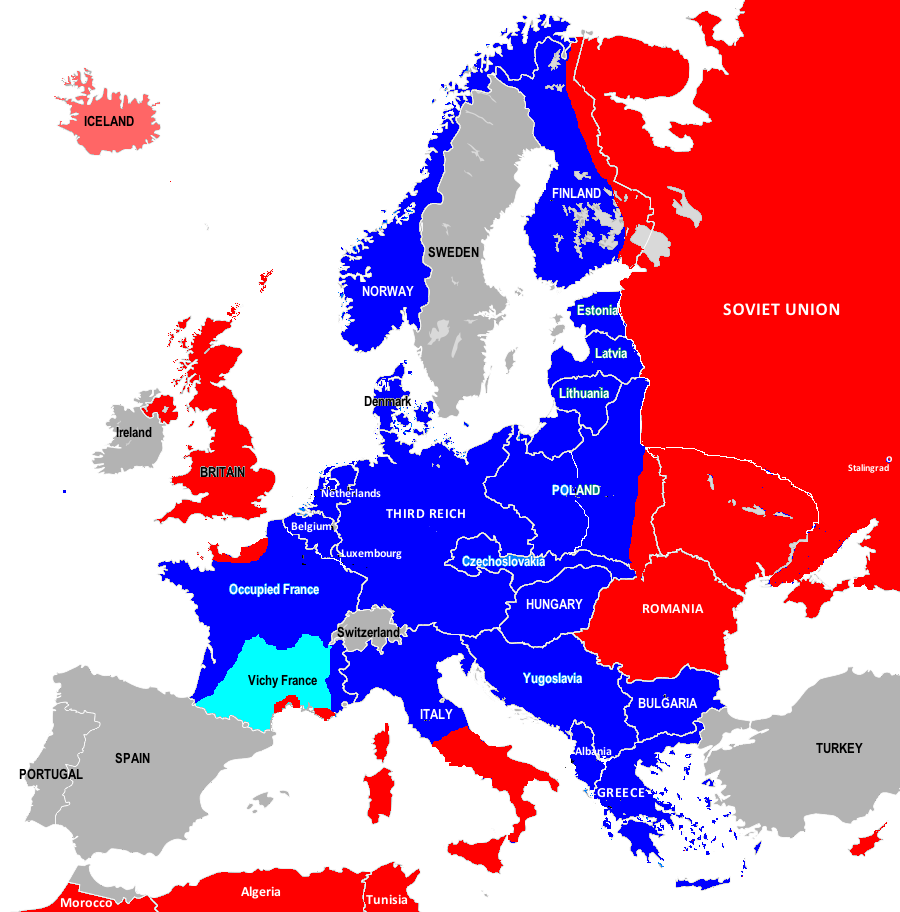 ICELAND
FINLAND
SWEDEN
NORWAY
SOVIET UNION
Estonia
Latvia
Lithuania
Denmark
Ireland
BRITAIN
Stalingrad
Netherlands
POLAND
THIRD REICH
Belgium
Luxembourg
Czechoslovakia
Occupied France
HUNGARY
ROMANIA
Switzerland
Vichy France
Yugoslavia
BULGARIA
ITALY
TURKEY
Albania
SPAIN
PORTUGAL
GREECE
Algeria
Morocco
Tunisia